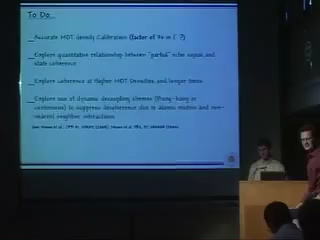 To Do...
Accurate MOT density Calibration (factor of
Explore quantitative relationship between "partial" echo signal and
state coherence
Explore coherence at Higher MOT Densities and longer times
Explore use of dynamic decoupling schemes (Bang-bang or
continuous) to suppress decoherence due to atomic motion and non-
nearest neighbor interactions